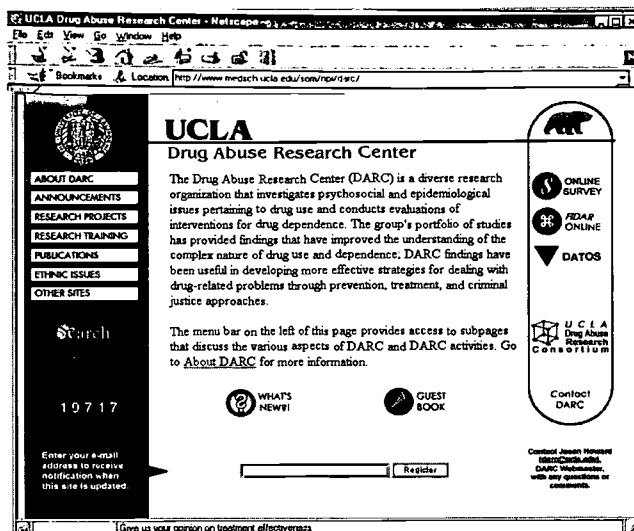 UCLA Drug Abuse Research Center - Netscape
File Edit View Go Window Help
Bookmarks Location: http://www.medsch.ucla.edu/som/npi/darc/
UCLA
Drug Abuse Research Center
ABOUT DARC
ANNOUNCEMENTS
RESEARCH PROJECTS
RESEARCH TRAINING
PUBLICATIONS
ETHNIC ISSUES
OTHER SITES
Search
19717
Enter your e-mail
address to receive
notification when
this site is updated.
The Drug Abuse Research Center (DARC) is a diverse research
organization that investigates psychosocial and epidemiological
issues pertaining to drug use and conducts evaluations of
interventions for drug dependence. The group's portfolio of studies
has provided findings that have improved the understanding of the
complex nature of drug use and dependence; DARC findings have
been useful in developing more effective strategies for dealing with
drug-related problems through prevention, treatment, and criminal
justice approaches.
The menu bar on the left of this page provides access to subpages
that discuss the various aspects of DARC and DARC activities. Go
to About DARC for more information.
WHAT'S
NEW?!
GUEST
BOOK
Register
ONLINE
SURVEY
FIDAR
ONLINE
DATOS
UCLA
Drug Abuse
Research
Consortium
Contact
DARC
Contact Jason Howard
DARC Webmaster,
with any questions or
comments.
Give us your opinion on treatment effectiveness